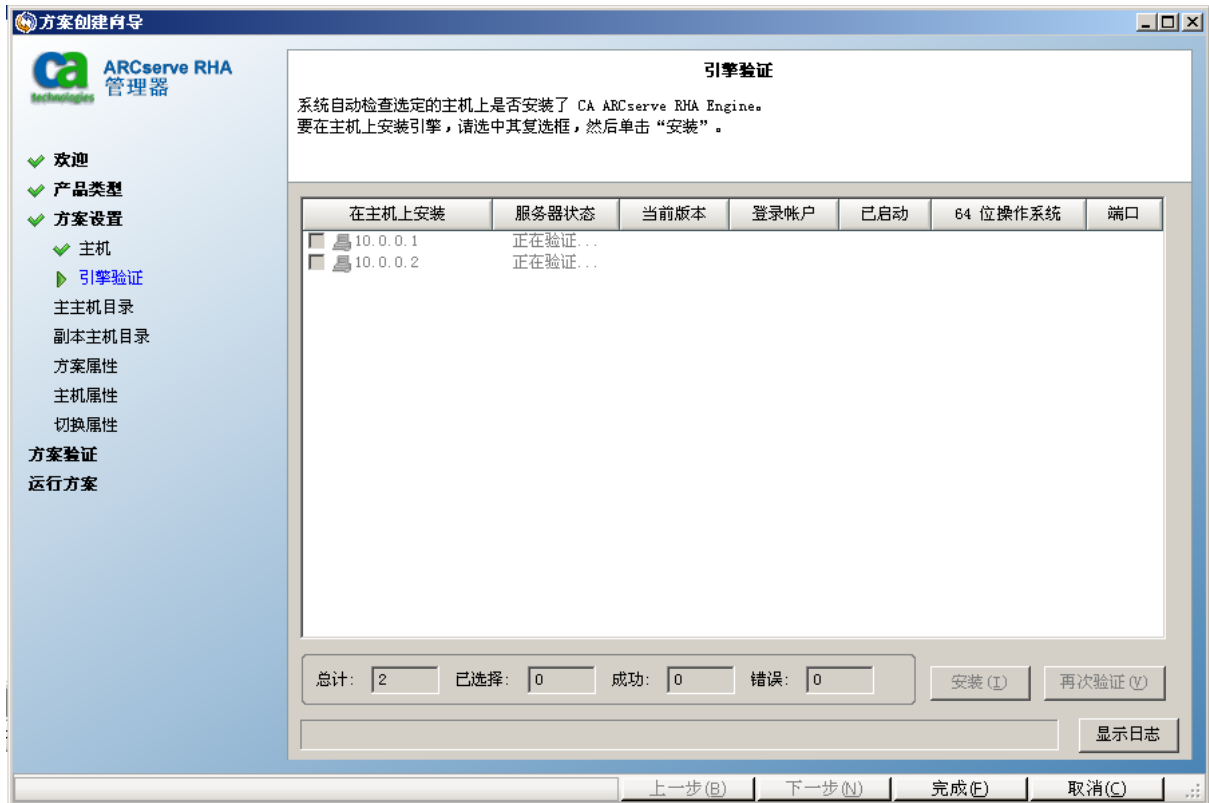 方案创建向导
ca
technologies
ARCserve RHA
管理器
欢迎
产品类型
方案设置
主机
引擎验证
主主机目录
副本主机目录
方案属性
主机属性
切换属性
方案验证
运行方案
引擎验证
系统自动检查选定的主机上是否安装了 CA ARCserve RHA Engine。
要在主机上安装引擎，请选中其复选框，然后单击“安装”。
在主机上安装 服务器状态 当前版本 登录帐户 已启动 64 位操作系统 端口
10.0.0.1 正在验证...
10.0.0.2 正在验证...
总计: 2 已选择: 0 成功: 0 错误: 0 安装(I) 再次验证(V)
显示日志
上一步(B) 下一步(N) 完成(F) 取消(C)